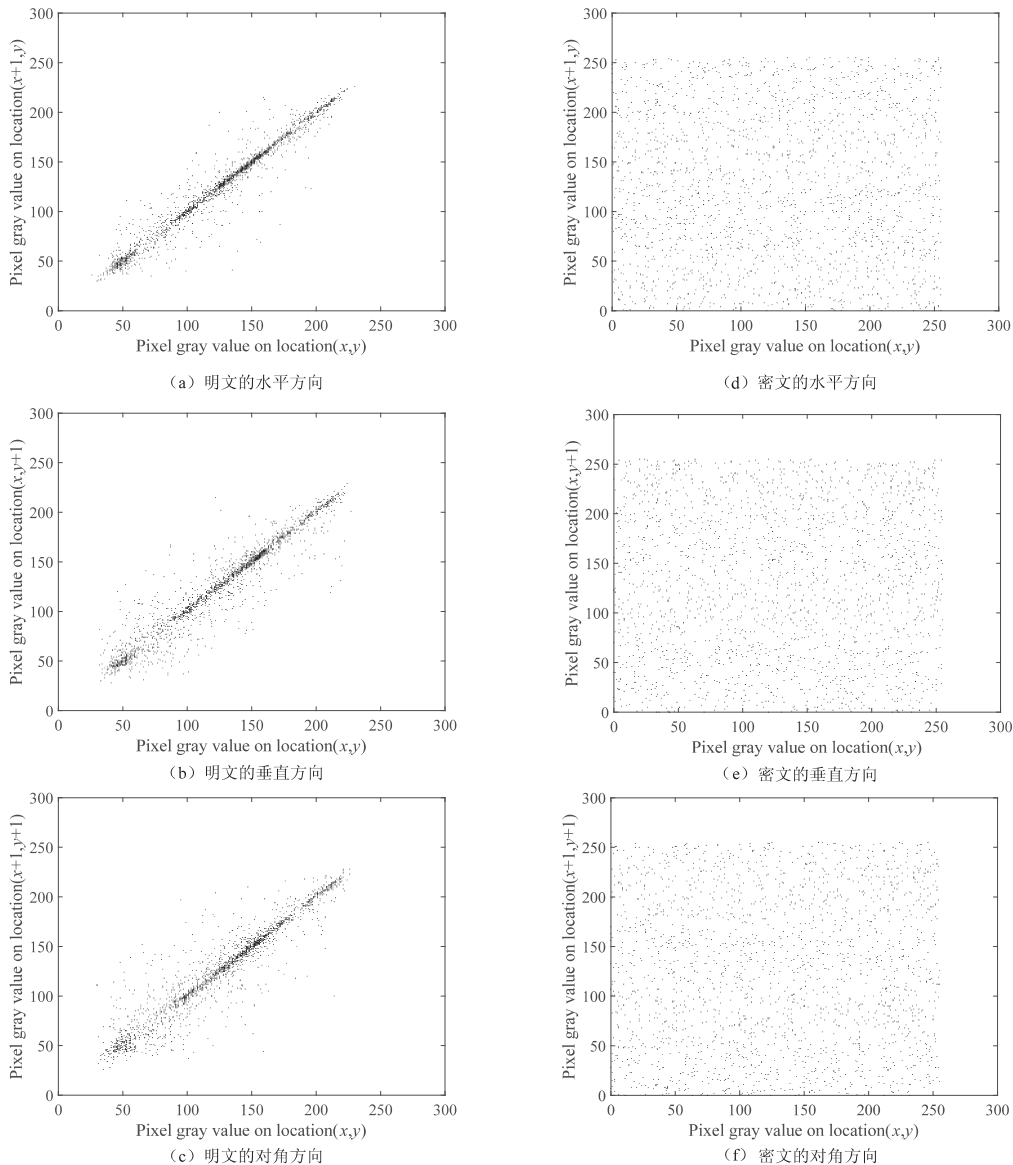 300
250
200
150
100
50
0
Pixel gray value on location(x+1,y)
0 50 100 150 200 250 300
Pixel gray value on location(x,y)
（a）明文的水平方向
300
250
200
150
100
50
0
Pixel gray value on location(x+1,y)
0 50 100 150 200 250 300
Pixel gray value on location(x,y)
（d）密文的水平方向
300
250
200
150
100
50
0
Pixel gray value on location(x,y+1)
0 50 100 150 200 250 300
Pixel gray value on location(x,y)
（b）明文的垂直方向
300
250
200
150
100
50
0
Pixel gray value on location(x,y+1)
0 50 100 150 200 250 300
Pixel gray value on location(x,y)
（e）密文的垂直方向
300
250
200
150
100
50
0
Pixel gray value on location(x+1,y+1)
0 50 100 150 200 250 300
Pixel gray value on location(x,y)
（c）明文的对角方向
300
250
200
150
100
50
0
Pixel gray value on location(x+1,y+1)
0 50 100 150 200 250 300
Pixel gray value on location(x,y)
（f）密文的对角方向